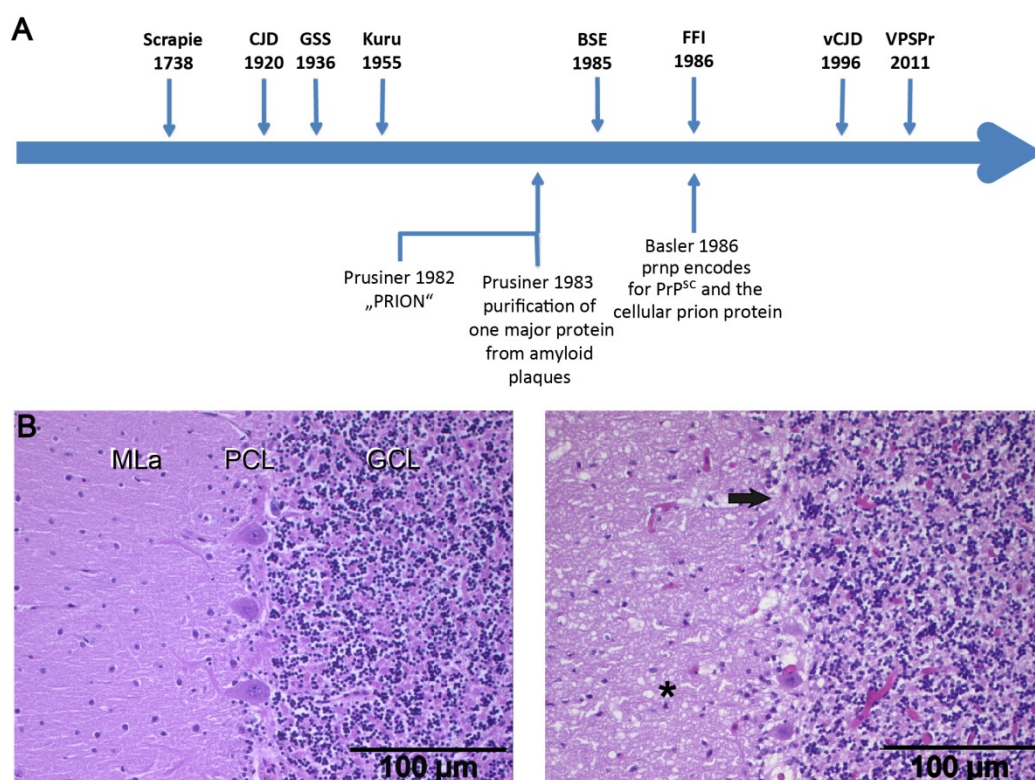 A
Scrapie
1738
CJD
1920
GSS
1936
Kuru
1955
BSE
1985
FFI
1986
vCJD
1996
VPSPr
2011
Prusiner 1982
„PRION“
Prusiner 1983
purification of
one major protein
from amyloid
plaques
Basler 1986
prnp encodes
for PrPˢᶜ and the
cellular prion protein
B
MLa
PCL
GCL
100 µm
*
100 µm